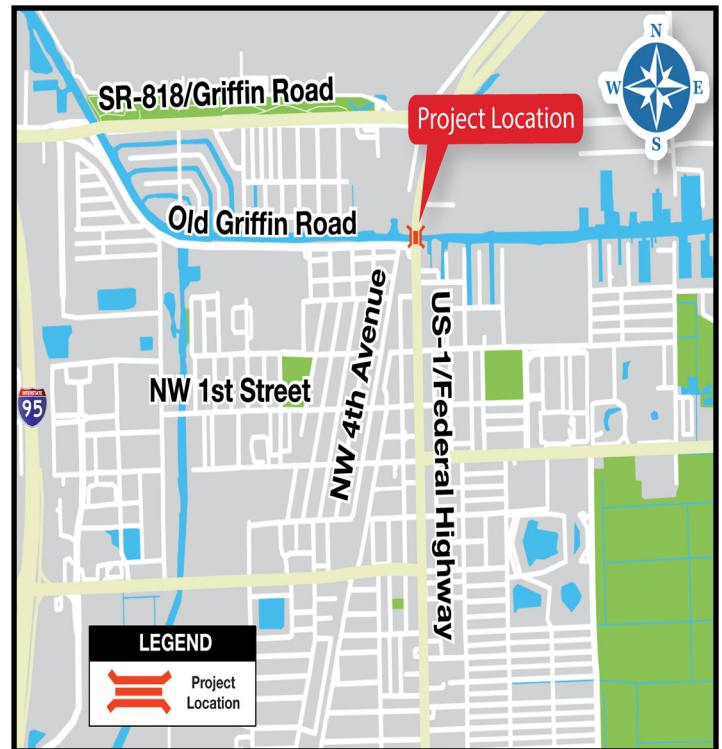 N
W E
S
SR-818/Griffin Road
Project Location
Old Griffin Road
NW 4th Avenue
US-1/Federal Highway
NW 1st Street
INTERSTATE
95
LEGEND
Project
Location